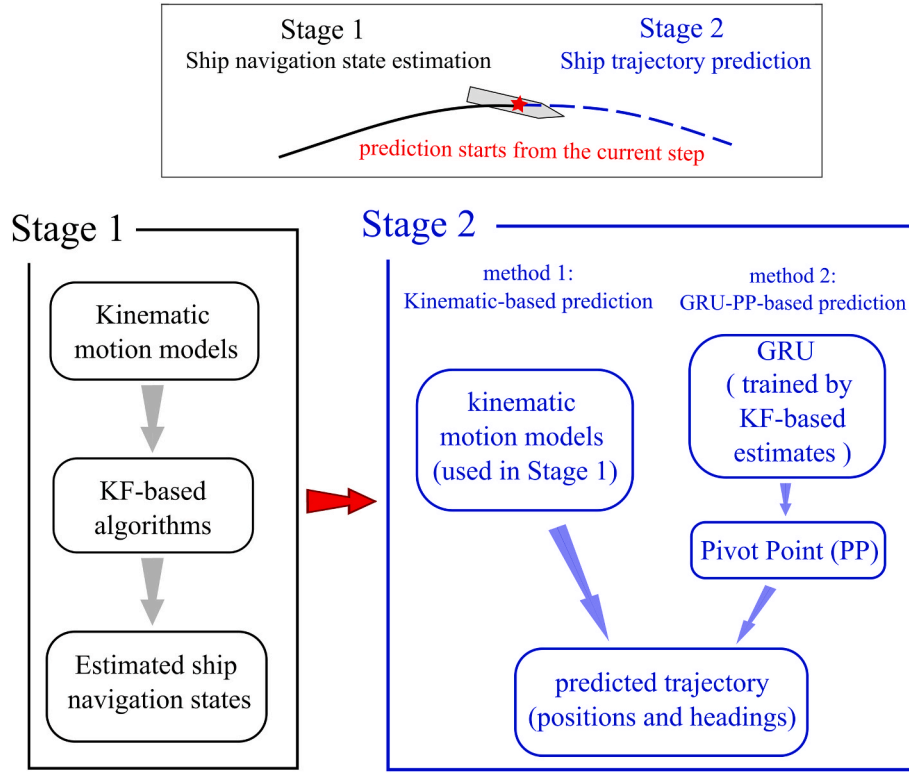 Stage 1
Ship navigation state estimation
Stage 2
Ship trajectory prediction
prediction starts from the current step
Stage 1
Kinematic
motion models
KF-based
algorithms
Estimated ship
navigation states
Stage 2
method 1:
Kinematic-based prediction
kinematic
motion models
(used in Stage 1)
method 2:
GRU-PP-based prediction
GRU
( trained by
KF-based
estimates )
Pivot Point (PP)
predicted trajectory
(positions and headings)